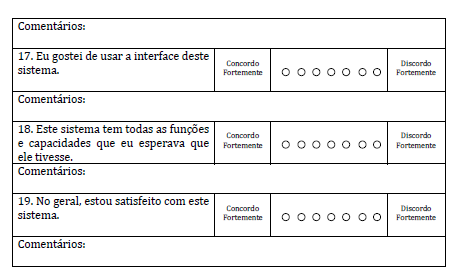 Comentários:
17. Eu gostei de usar a interface deste
sistema.
Concordo
Fortemente
Discordo
Fortemente
Comentários:
18. Este sistema tem todas as funções
e capacidades que eu esperava que
ele tivesse.
Concordo
Fortemente
Discordo
Fortemente
Comentários:
19. No geral, estou satisfeito com este
sistema.
Concordo
Fortemente
Discordo
Fortemente
Comentários: